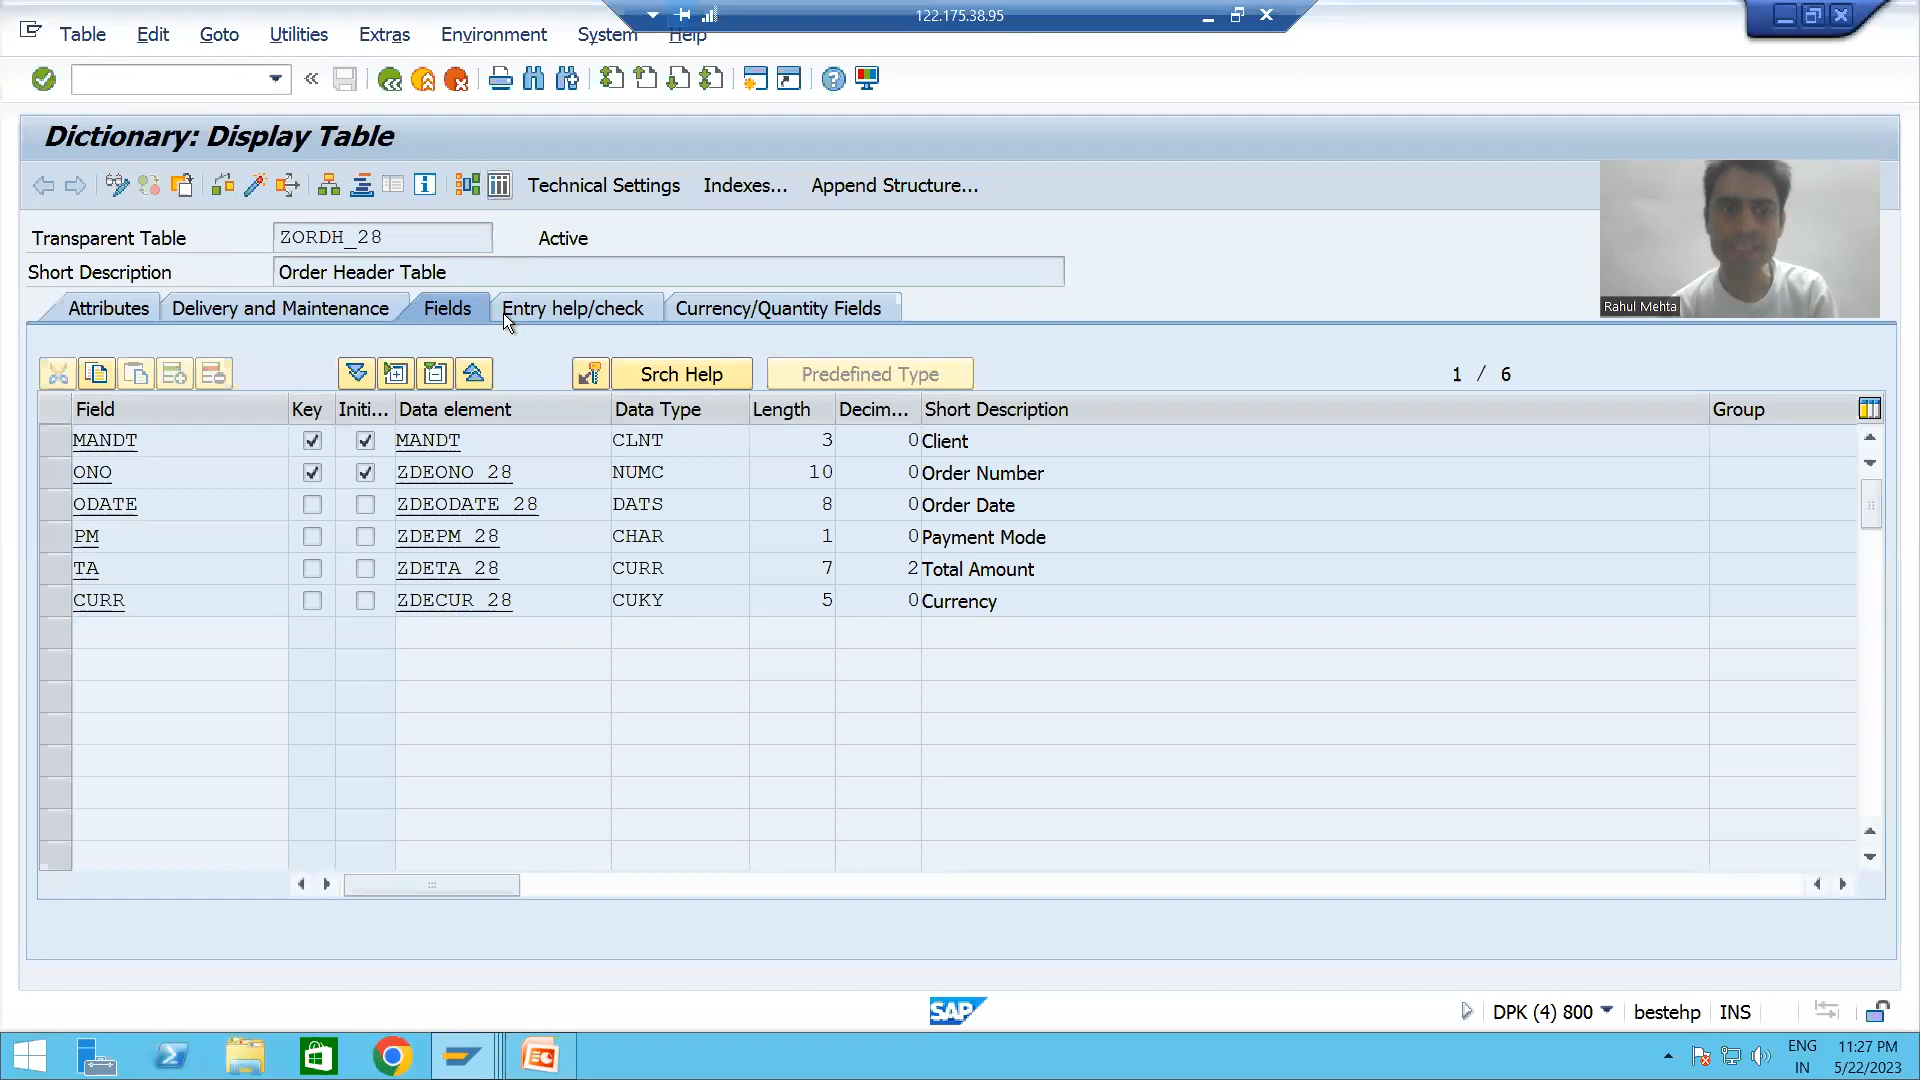 122.175.38.95
Table Edit Goto Utilities Extras Environment System Help
Dictionary: Display Table
Technical Settings Indexes... Append Structure...
Transparent Table ZORDH_28 Active
Short Description Order Header Table
Rahul Mehta
Attributes Delivery and Maintenance Fields Entry help/check Currency/Quantity Fields
Srch Help Predefined Type 1 / 6
Field Key Initi... Data element Data Type Length Decim... Short Description Group
MANDT MANDT CLNT 3 0 Client
ONO ZDEONO_28 NUMC 10 0 Order Number
ODATE ZDEODATE_28 DATS 8 0 Order Date
PM ZDEPM_28 CHAR 1 0 Payment Mode
TA ZDETA_28 CURR 7 2 Total Amount
CURR ZDECUR_28 CUKY 5 0 Currency
SAP
DPK (4) 800 bestehp INS
ENG 11:27 PM
IN 5/22/2023